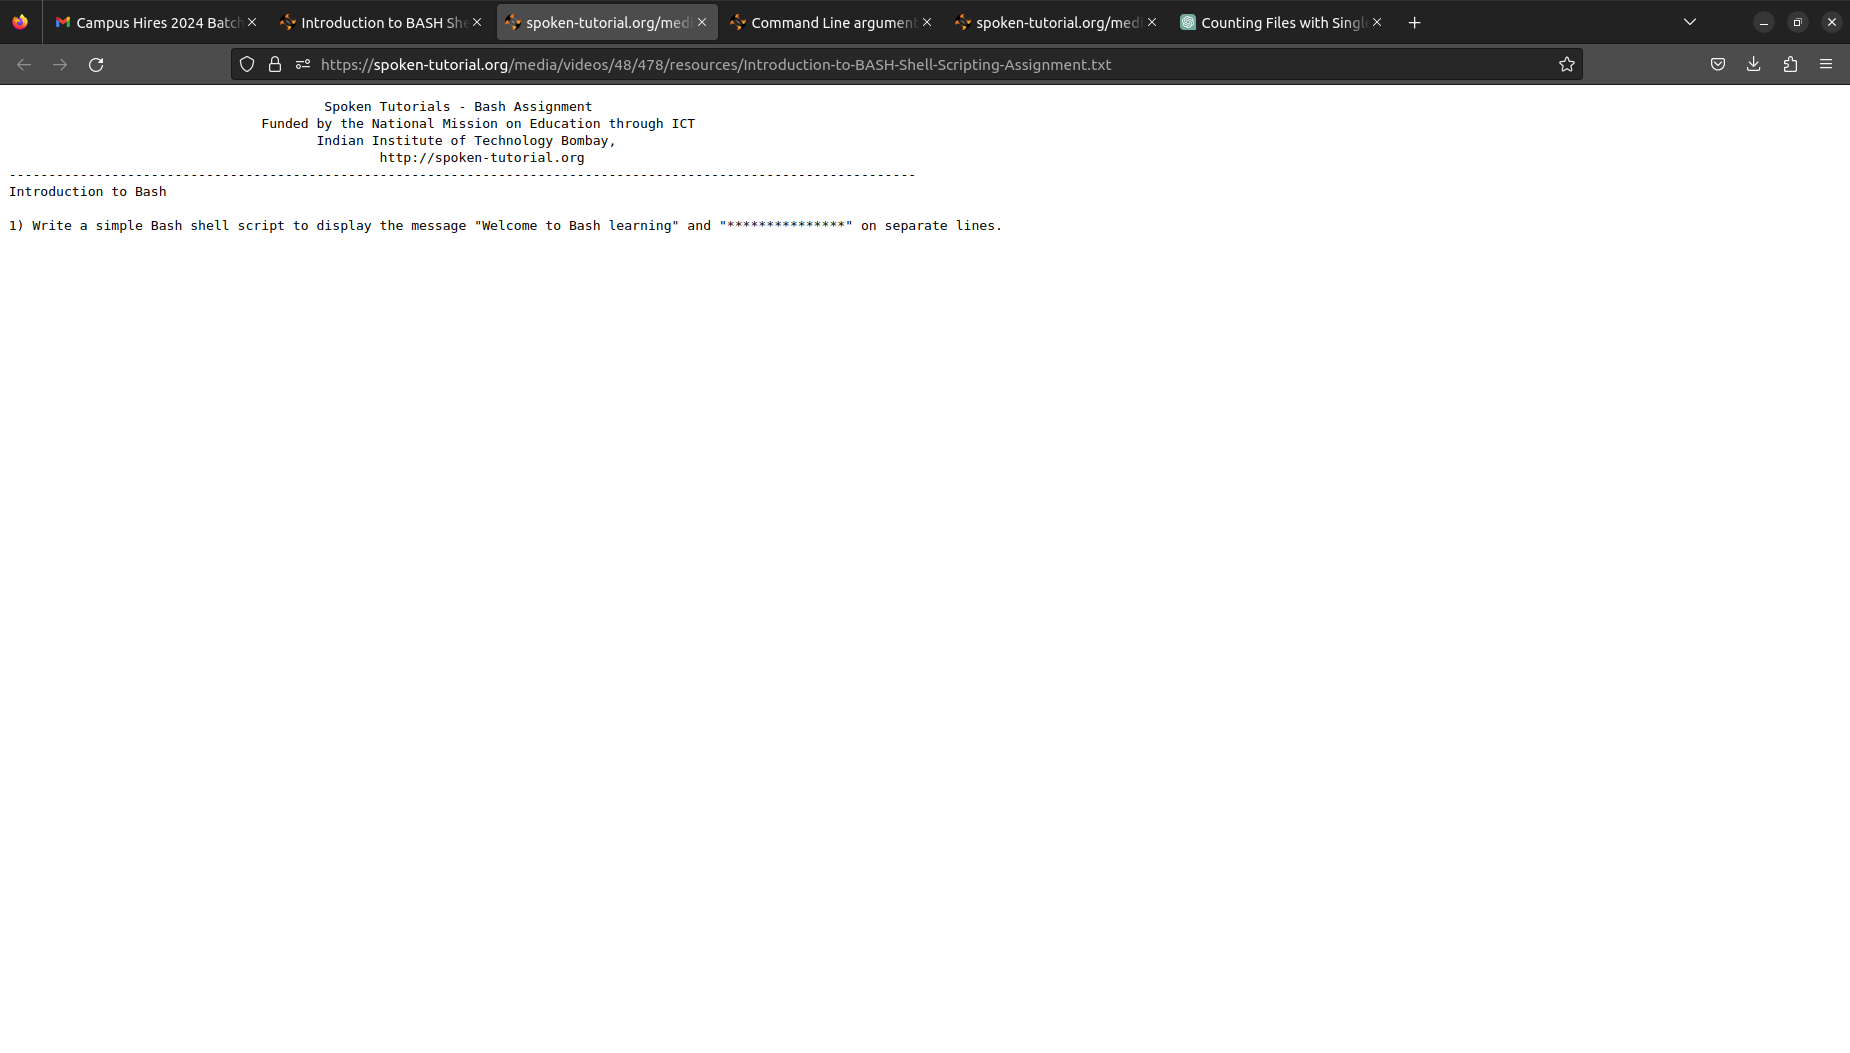 Campus Hires 2024 Batch
Introduction to BASH She
spoken-tutorial.org/medi
Command Line argument
spoken-tutorial.org/medi
Counting Files with Single
https://spoken-tutorial.org/media/videos/48/478/resources/Introduction-to-BASH-Shell-Scripting-Assignment.txt
Spoken Tutorials - Bash Assignment
Funded by the National Mission on Education through ICT
Indian Institute of Technology Bombay,
http://spoken-tutorial.org
-------------------------------------------------------------------------------------------------------------------
Introduction to Bash
1) Write a simple Bash shell script to display the message "Welcome to Bash learning" and "***************" on separate lines.